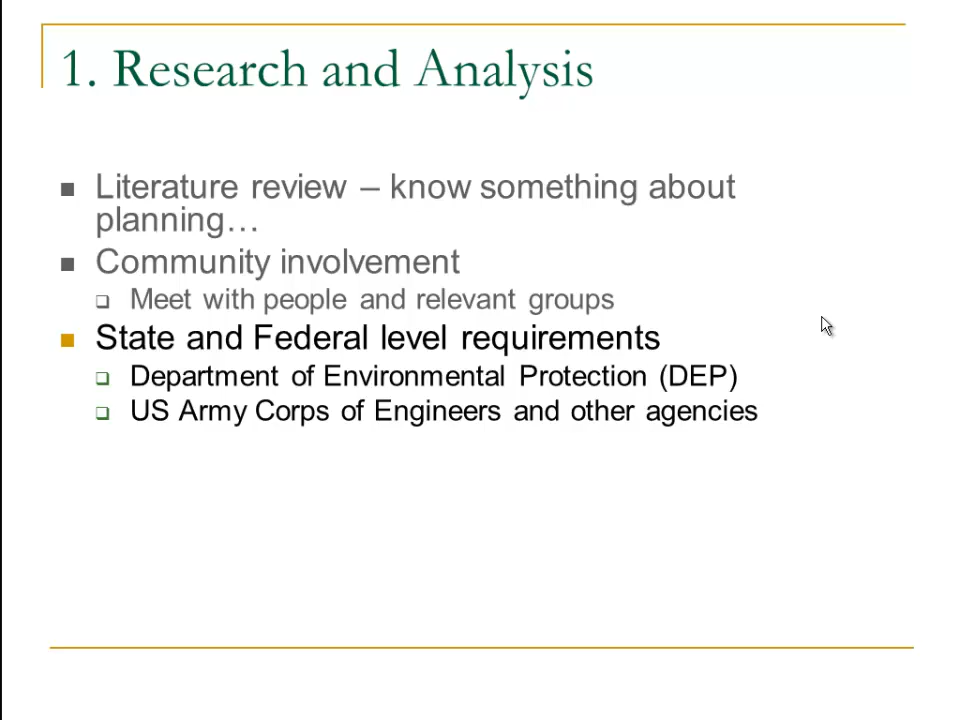 1. Research and Analysis
Literature review – know something about
planning…
Community involvement
Meet with people and relevant groups
State and Federal level requirements
Department of Environmental Protection (DEP)
US Army Corps of Engineers and other agencies